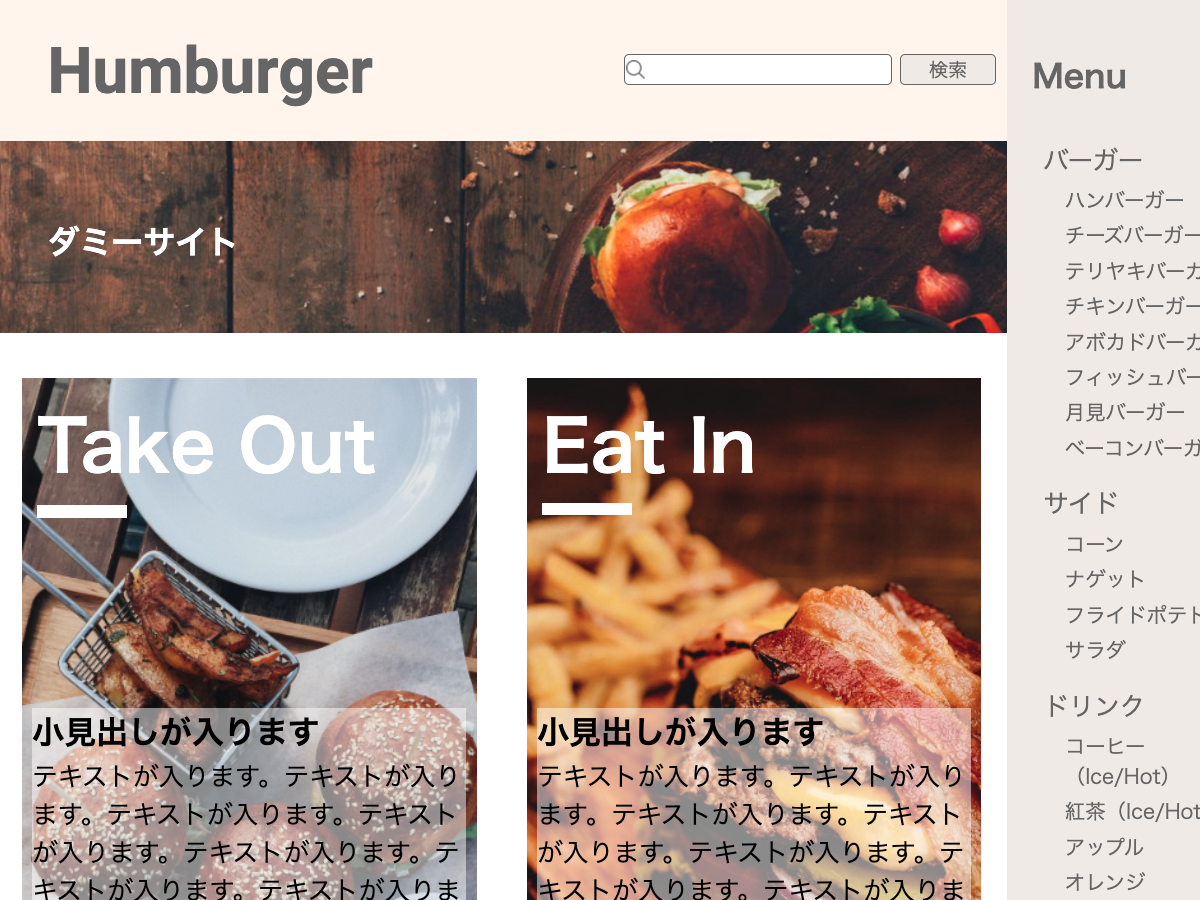 Humburger
検索
ダミーサイト
Take Out
小見出しが入ります
テキストが入ります。テキストが入り
ます。テキストが入ります。テキスト
が入ります。テキストが入ります。テ
キストが入ります。テキストが入りま
Eat In
小見出しが入ります
テキストが入ります。テキストが入り
ます。テキストが入ります。テキスト
が入ります。テキストが入ります。テ
キストが入ります。テキストが入りま
Menu
バーガー
ハンバーガー
チーズバーガー
テリヤキバーガ
チキンバーガー
アボカドバーガ
フィッシュバー
月見バーガー
ベーコンバーガ
サイド
コーン
ナゲット
フライドポテト
サラダ
ドリンク
コーヒー
（Ice/Hot）
紅茶（Ice/Hot
アップル
オレンジ